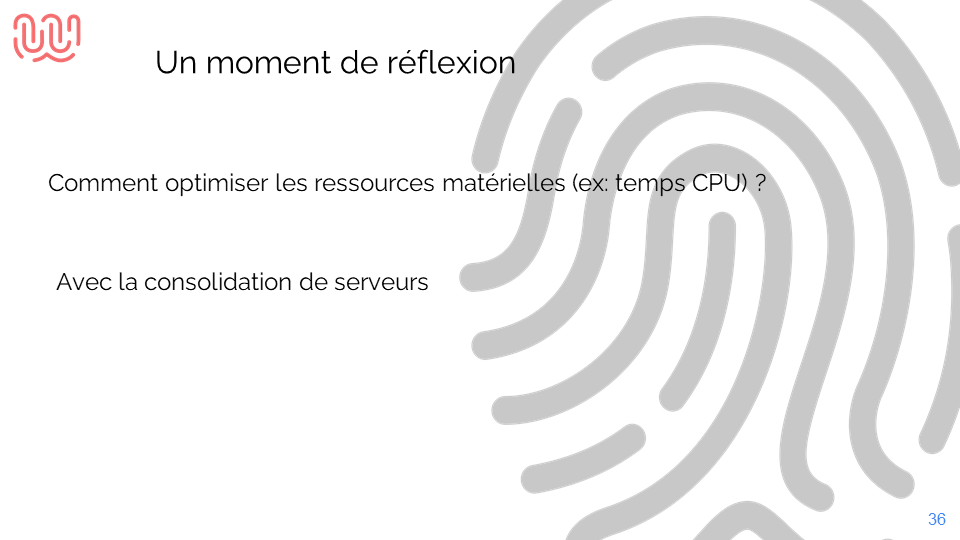 Un moment de réflexion
Comment optimiser les ressources matérielles (ex: temps CPU) ?
Avec la consolidation de serveurs
36